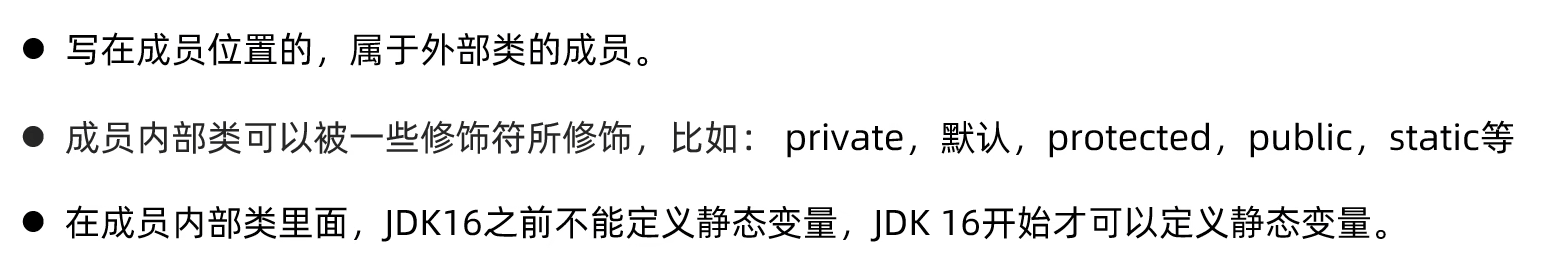 ● 写在成员位置的，属于外部类的成员。
● 成员内部类可以被一些修饰符所修饰，比如： private，默认，protected，public，static等
● 在成员内部类里面，JDK16之前不能定义静态变量，JDK 16开始才可以定义静态变量。